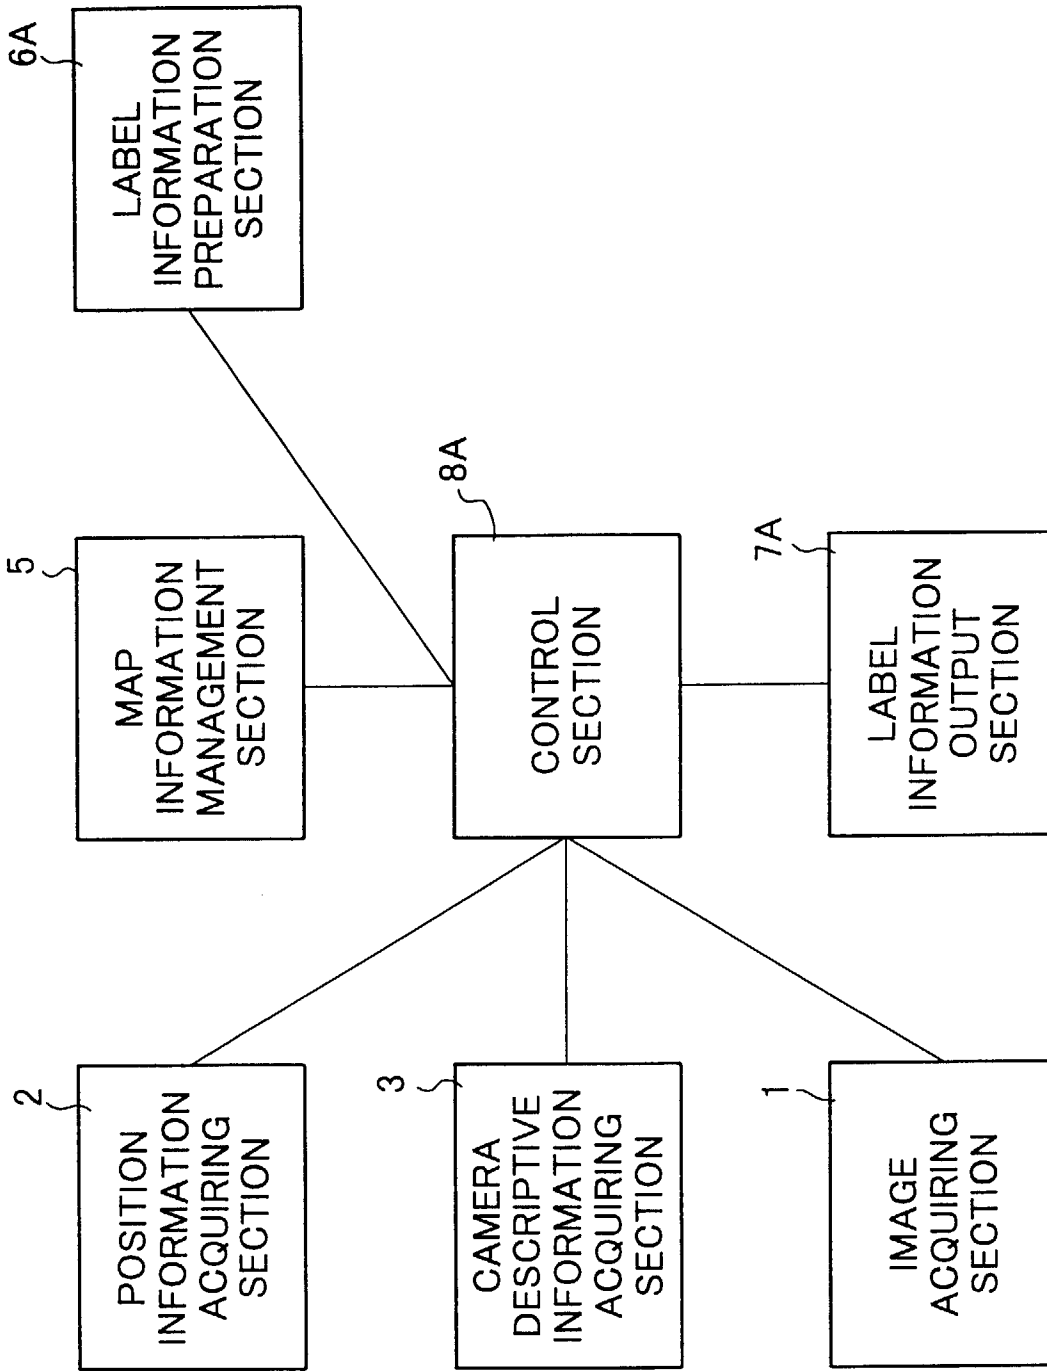 2
POSITION
INFORMATION
ACQUIRING
SECTION
5
MAP
INFORMATION
MANAGEMENT
SECTION
6A
LABEL
INFORMATION
PREPARATION
SECTION
3
CAMERA
DESCRIPTIVE
INFORMATION
ACQUIRING
SECTION
8A
CONTROL
SECTION
1
IMAGE
ACQUIRING
SECTION
7A
LABEL
INFORMATION
OUTPUT
SECTION